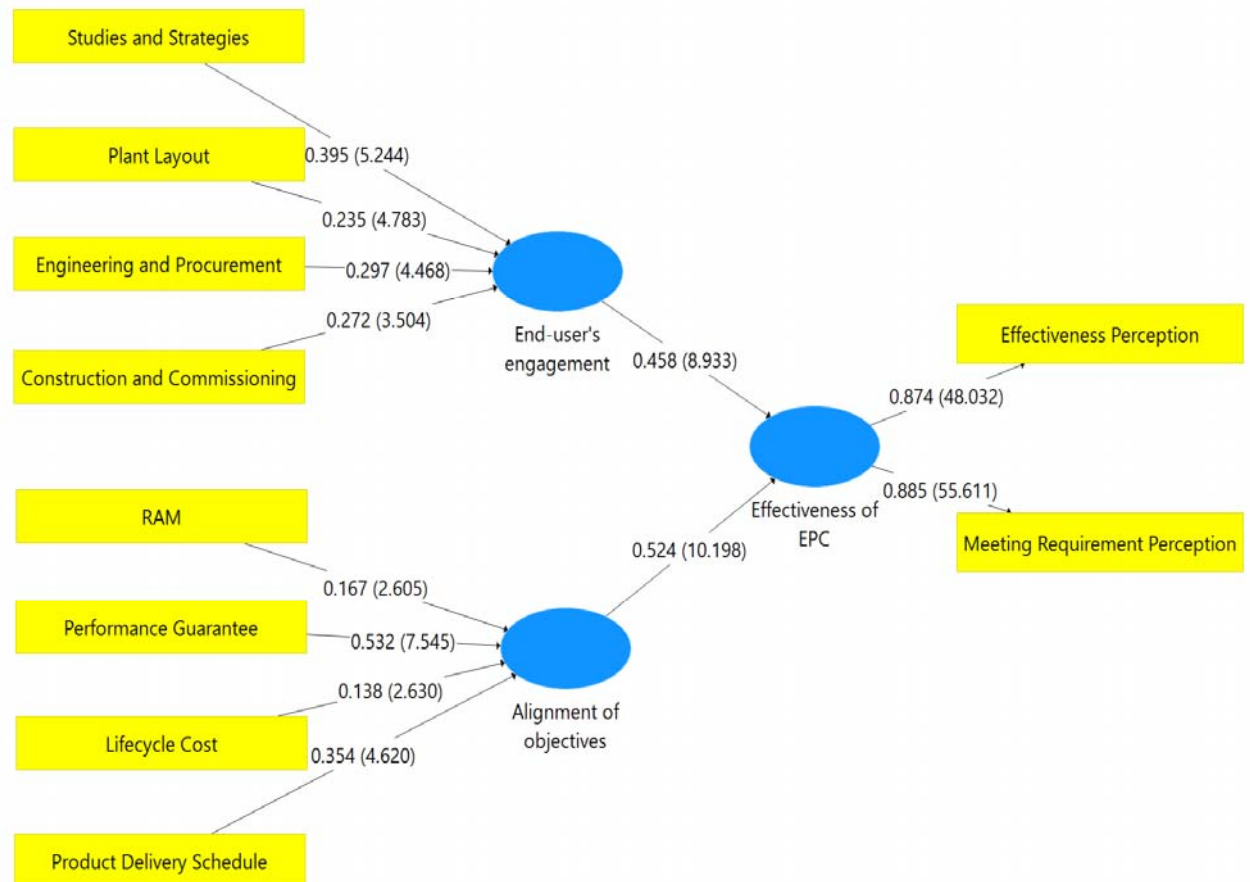 Studies and Strategies
Plant Layout
0.395 (5.244)
0.235 (4.783)
Engineering and Procurement
0.297 (4.468)
0.272 (3.504)
Construction and Commissioning
End-user's
engagement
0.458 (8.933)
Effectiveness Perception
0.874 (48.032)
0.885 (55.611)
Effectiveness of
EPC
Meeting Requirement Perception
0.524 (10.198)
RAM
0.167 (2.605)
Performance Guarantee
0.532 (7.545)
0.138 (2.630)
Lifecycle Cost
0.354 (4.620)
Alignment of
objectives
Product Delivery Schedule